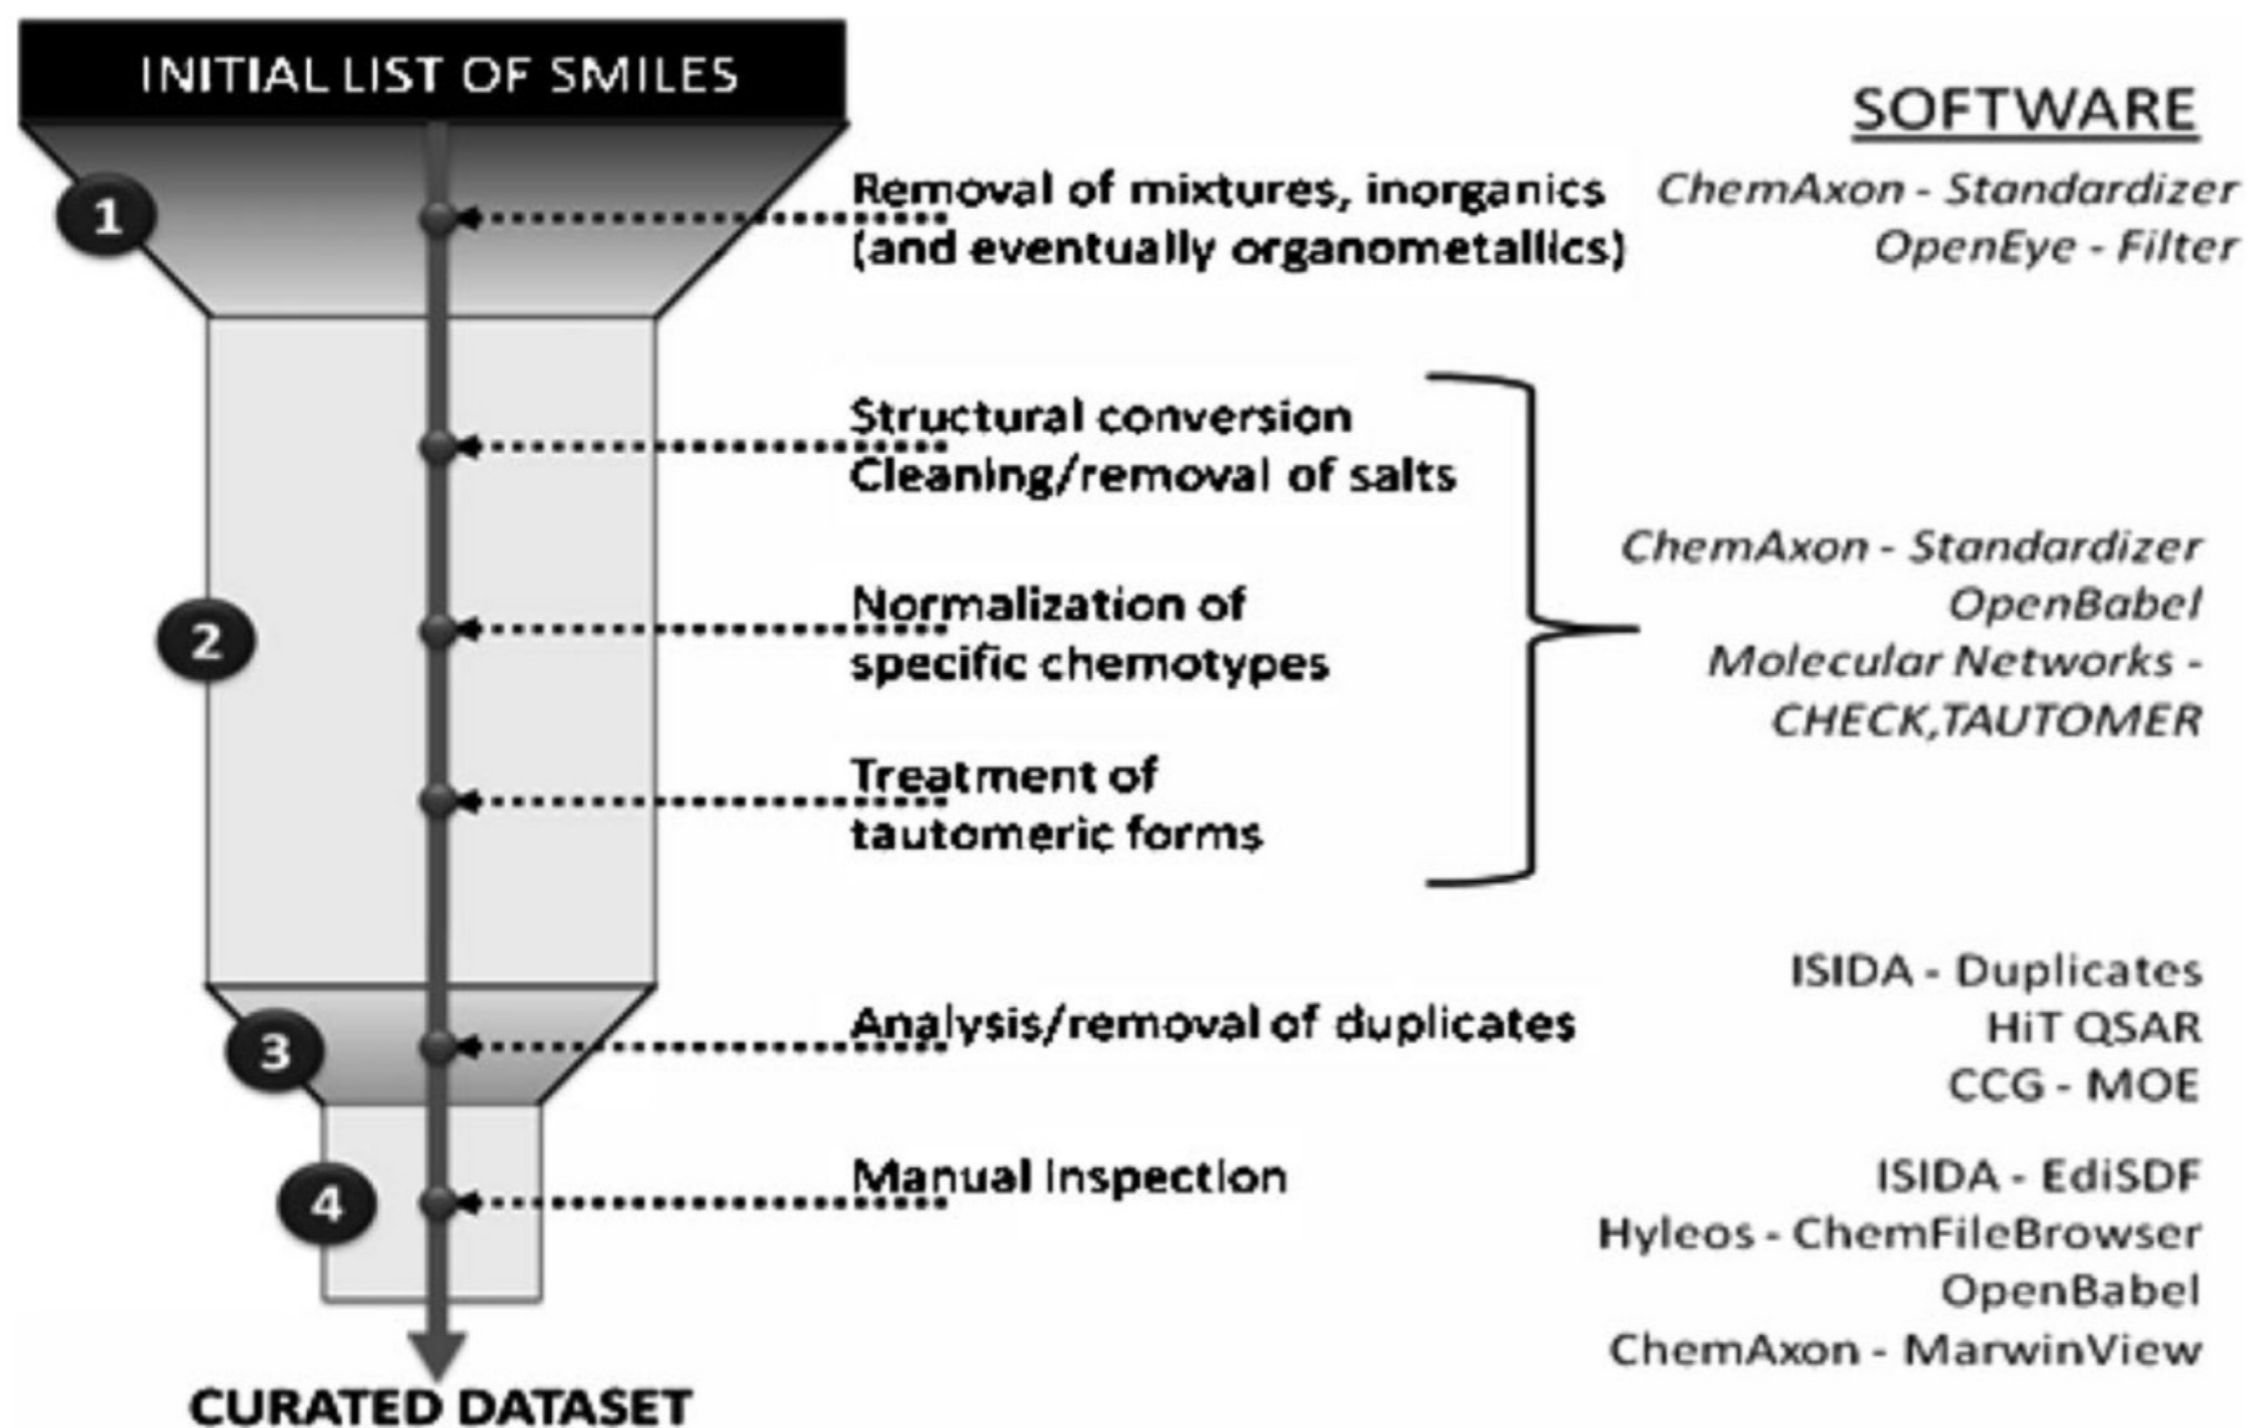 INITIAL LIST OF SMILES
SOFTWARE
1
Removal of mixtures, inorganics
(and eventually organometallics)
ChemAxon - Standardizer
OpenEye - Filter
2
Structural conversion
Cleaning/removal of salts
Normalization of
specific chemotypes
Treatment of
tautomeric forms
ChemAxon - Standardizer
OpenBabel
Molecular Networks -
CHECK,TAUTOMER
3
Analysis/removal of duplicates
ISIDA - Duplicates
HiT QSAR
CCG - MOE
4
Manual inspection
ISIDA - EdiSDF
Hyleos - ChemFileBrowser
OpenBabel
ChemAxon - MarwinView
CURATED DATASET